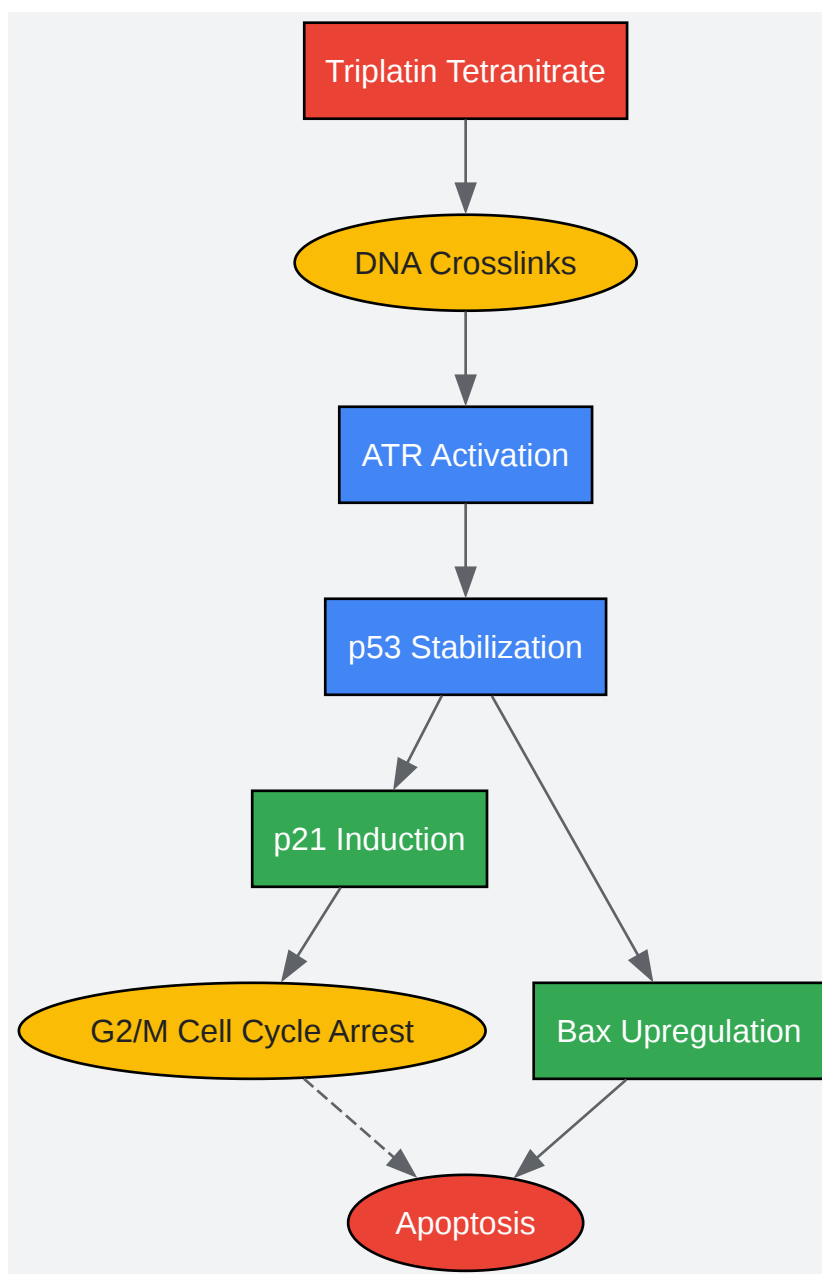 Triplatin Tetranitrate
DNA Crosslinks
ATR Activation
p53 Stabilization
p21 Induction
G2/M Cell Cycle Arrest
Bax Upregulation
Apoptosis